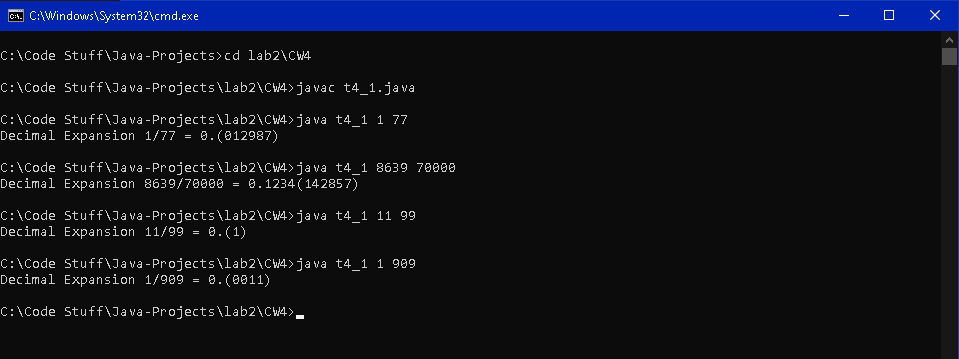 C:\Windows\System32\cmd.exe
C:\Code Stuff\Java-Projects>cd lab2\CW4
C:\Code Stuff\Java-Projects\lab2\CW4>javac t4_1.java
C:\Code Stuff\Java-Projects\lab2\CW4>java t4_1 1 77
Decimal Expansion 1/77 = 0.(012987)
C:\Code Stuff\Java-Projects\lab2\CW4>java t4_1 8639 70000
Decimal Expansion 8639/70000 = 0.1234(142857)
C:\Code Stuff\Java-Projects\lab2\CW4>java t4_1 11 99
Decimal Expansion 11/99 = 0.(1)
C:\Code Stuff\Java-Projects\lab2\CW4>java t4_1 1 909
Decimal Expansion 1/909 = 0.(0011)
C:\Code Stuff\Java-Projects\lab2\CW4>